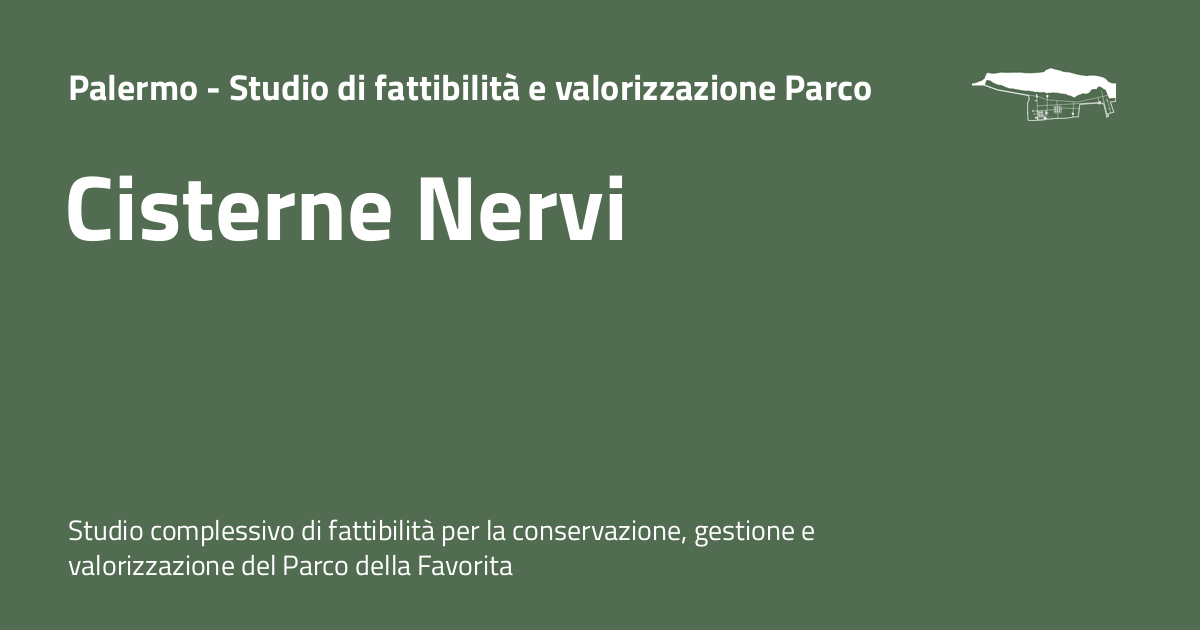 Palermo - Studio di fattibilità e valorizzazione Parco
Cisterne Nervi
Studio complessivo di fattibilità per la conservazione, gestione e
valorizzazione del Parco della Favorita